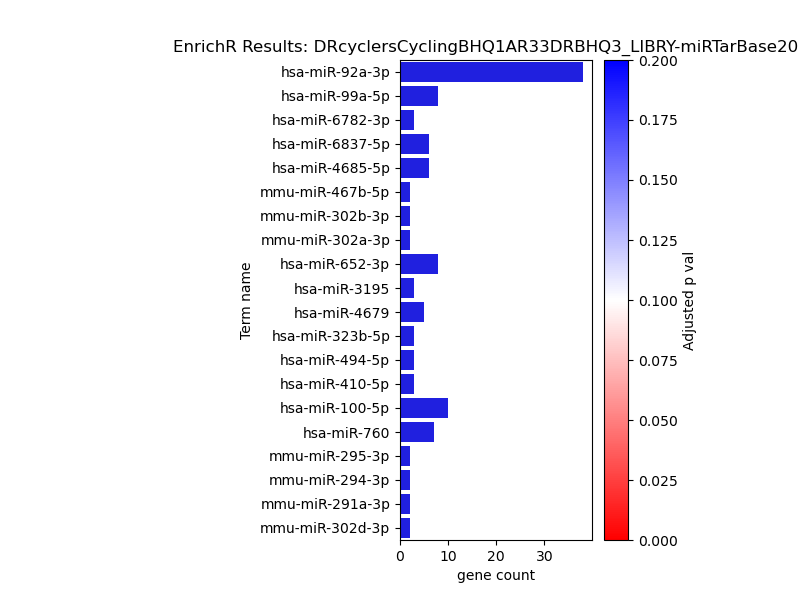 EnrichR Results: DRcyclersCyclingBHQ1AR33DRBHQ3_LIBRY-miRTarBase20
hsa-miR-92a-3p
hsa-miR-99a-5p
hsa-miR-6782-3p
hsa-miR-6837-5p
hsa-miR-4685-5p
mmu-miR-467b-5p
mmu-miR-302b-3p
mmu-miR-302a-3p
hsa-miR-652-3p
hsa-miR-3195
hsa-miR-4679
hsa-miR-323b-5p
hsa-miR-494-5p
hsa-miR-410-5p
hsa-miR-100-5p
hsa-miR-760
mmu-miR-295-3p
mmu-miR-294-3p
mmu-miR-291a-3p
mmu-miR-302d-3p
Term name
0 10 20 30
gene count
0.200
0.175
0.150
0.125
0.100
0.075
0.050
0.025
0.000
Adjusted p val